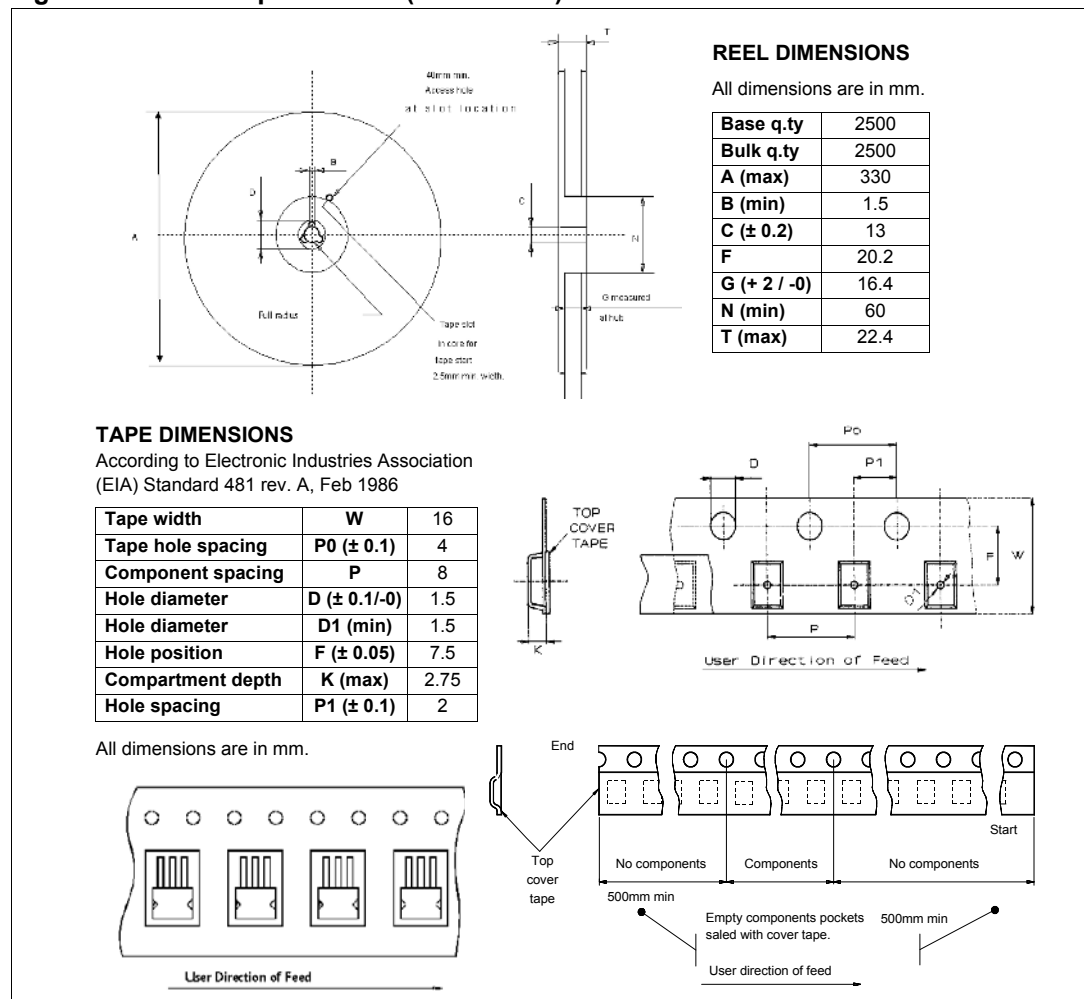 T
REEL DIMENSIONS
All dimensions are in mm.
Base q.ty 2500
Bulk q.ty 2500
A (max) 330
B (min) 1.5
C (± 0.2) 13
F 20.2
G (+ 2 / -0) 16.4
N (min) 60
T (max) 22.4
40mm min.
Access hole
at slot location
B
D
C
A
N
Full radius
G measured
at hub
Tape slot
in core for
tape start
2.5mm min. width.
TAPE DIMENSIONS
According to Electronic Industries Association
(EIA) Standard 481 rev. A, Feb 1986
Tape width W 16
Tape hole spacing P0 (± 0.1) 4
Component spacing P 8
Hole diameter D (± 0.1/-0) 1.5
Hole diameter D1 (min) 1.5
Hole position F (± 0.05) 7.5
Compartment depth K (max) 2.75
Hole spacing P1 (± 0.1) 2
All dimensions are in mm.
Po
D
P1
TOP
COVER
TAPE
F
W
D1
P
K
User Direction of Feed
End
Start
Top
cover
tape
No components
Components
No components
500mm min
Empty components pockets
saled with cover tape.
500mm min
User direction of feed
User Direction of Feed